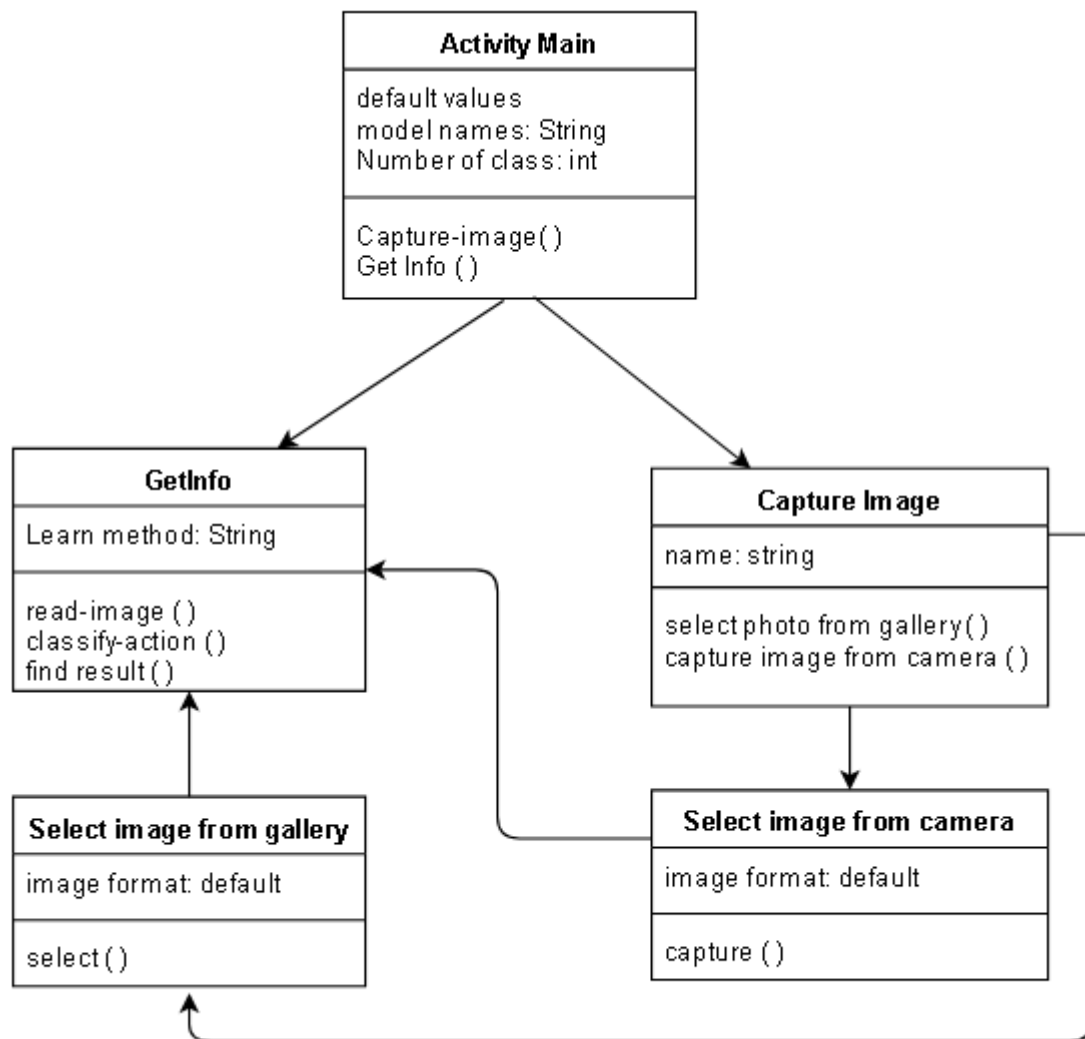 Activity Main
default values
model names: String
Number of class: int
Capture-image( )
Get Info ( )
GetInfo
Learn method: String
read-image ( )
classify-action ( )
find result ( )
Capture Image
name: string
select photo from gallery ( )
capture image from camera ( )
Select image from gallery
image format: default
select ( )
Select image from camera
image format: default
capture ( )